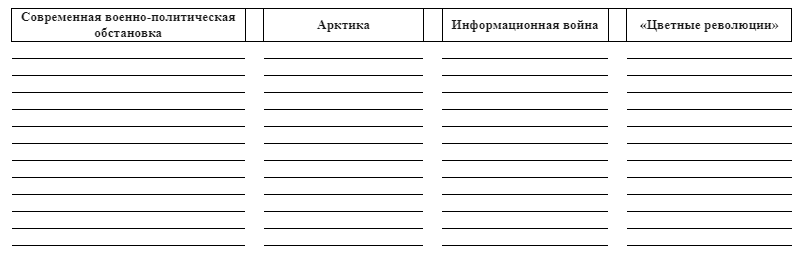 Современная военно-политическая
обстановка
Арктика
Информационная война
«Цветные революции»